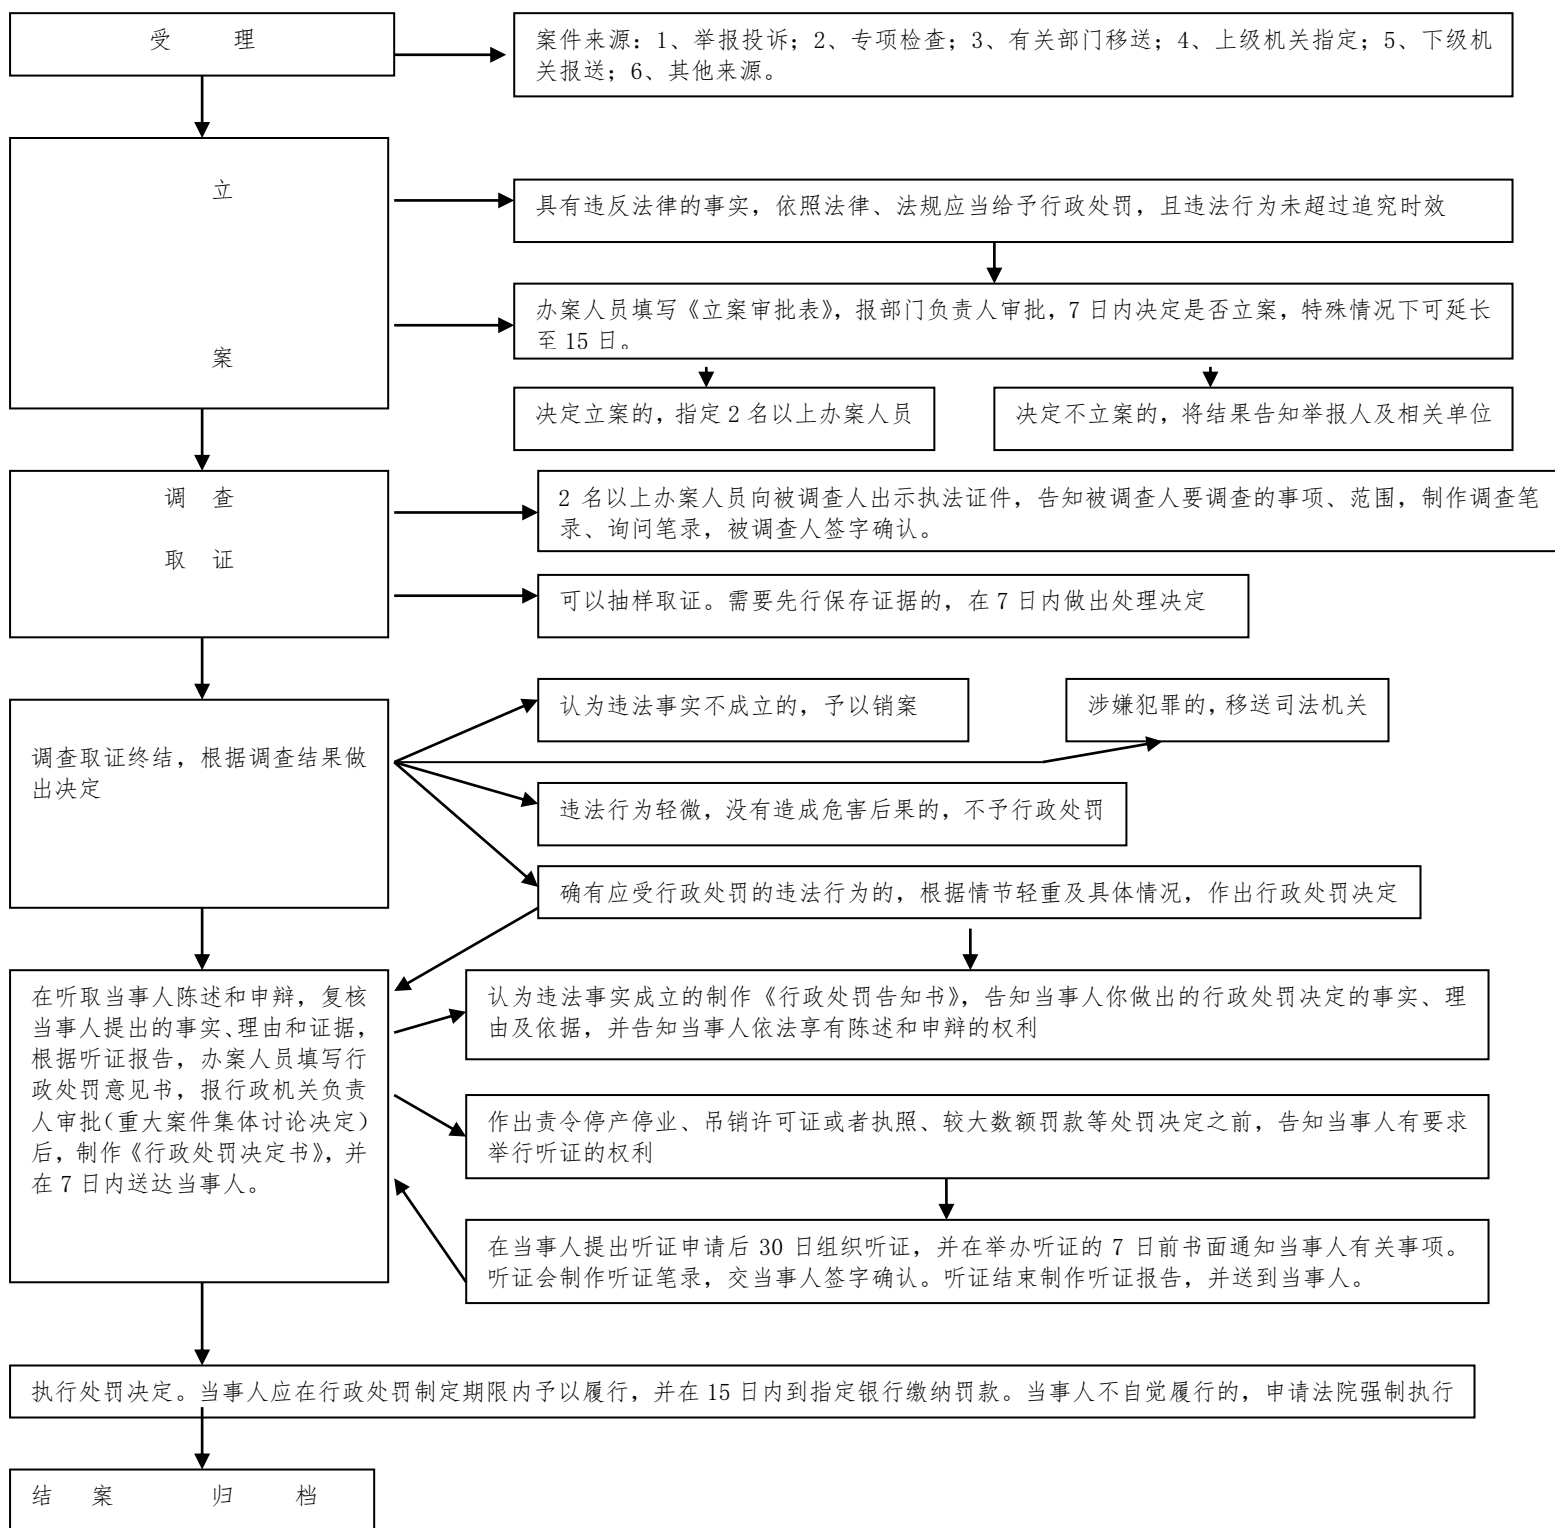 受 理
案件来源：1、举报投诉；2、专项检查；3、有关部门移送；4、上级机关指定；5、下级机
关报送；6、其他来源。
立
案
具有违反法律的事实，依照法律、法规应当给予行政处罚，且违法行为未超过追究时效
办案人员填写《立案审批表》，报部门负责人审批，7 日内决定是否立案，特殊情况下可延长
至 15 日。
决定立案的，指定 2 名以上办案人员
决定不立案的，将结果告知举报人及相关单位
调 查
取 证
2 名以上办案人员向被调查人出示执法证件，告知被调查人要调查的事项、范围，制作调查笔
录、询问笔录，被调查人签字确认。
可以抽样取证。需要先行保存证据的，在 7 日内做出处理决定
调查取证终结，根据调查结果做
出决定
认为违法事实不成立的，予以销案
涉嫌犯罪的，移送司法机关
违法行为轻微，没有造成危害后果的，不予行政处罚
确有应受行政处罚的违法行为的，根据情节轻重及具体情况，作出行政处罚决定
在听取当事人陈述和申辩，复核
当事人提出的事实、理由和证据，
根据听证报告，办案人员填写行
政处罚意见书，报行政机关负责
人审批（重大案件集体讨论决定）
后，制作《行政处罚决定书》，并
在 7 日内送达当事人。
认为违法事实成立的制作《行政处罚告知书》，告知当事人你做出的行政处罚决定的事实、理
由及依据，并告知当事人依法享有陈述和申辩的权利
作出责令停产停业、吊销许可证或者执照、较大数额罚款等处罚决定之前，告知当事人有要求
举行听证的权利
在当事人提出听证申请后 30 日组织听证，并在举办听证的 7 日前书面通知当事人有关事项。
听证会制作听证笔录，交当事人签字确认。听证结束制作听证报告，并送到当事人。
执行处罚决定。当事人应在行政处罚制定期限内予以履行，并在 15 日内到指定银行缴纳罚款。当事人不自觉履行的，申请法院强制执行
结 案 归 档